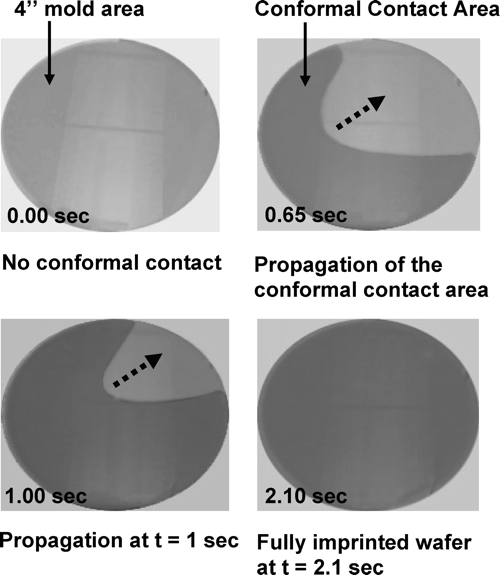 4’’ mold area
Conformal Contact Area
0.00 sec
0.65 sec
No conformal contact
Propagation of the
conformal contact area
1.00 sec
2.10 sec
Propagation at t = 1 sec
Fully imprinted wafer
at t = 2.1 sec